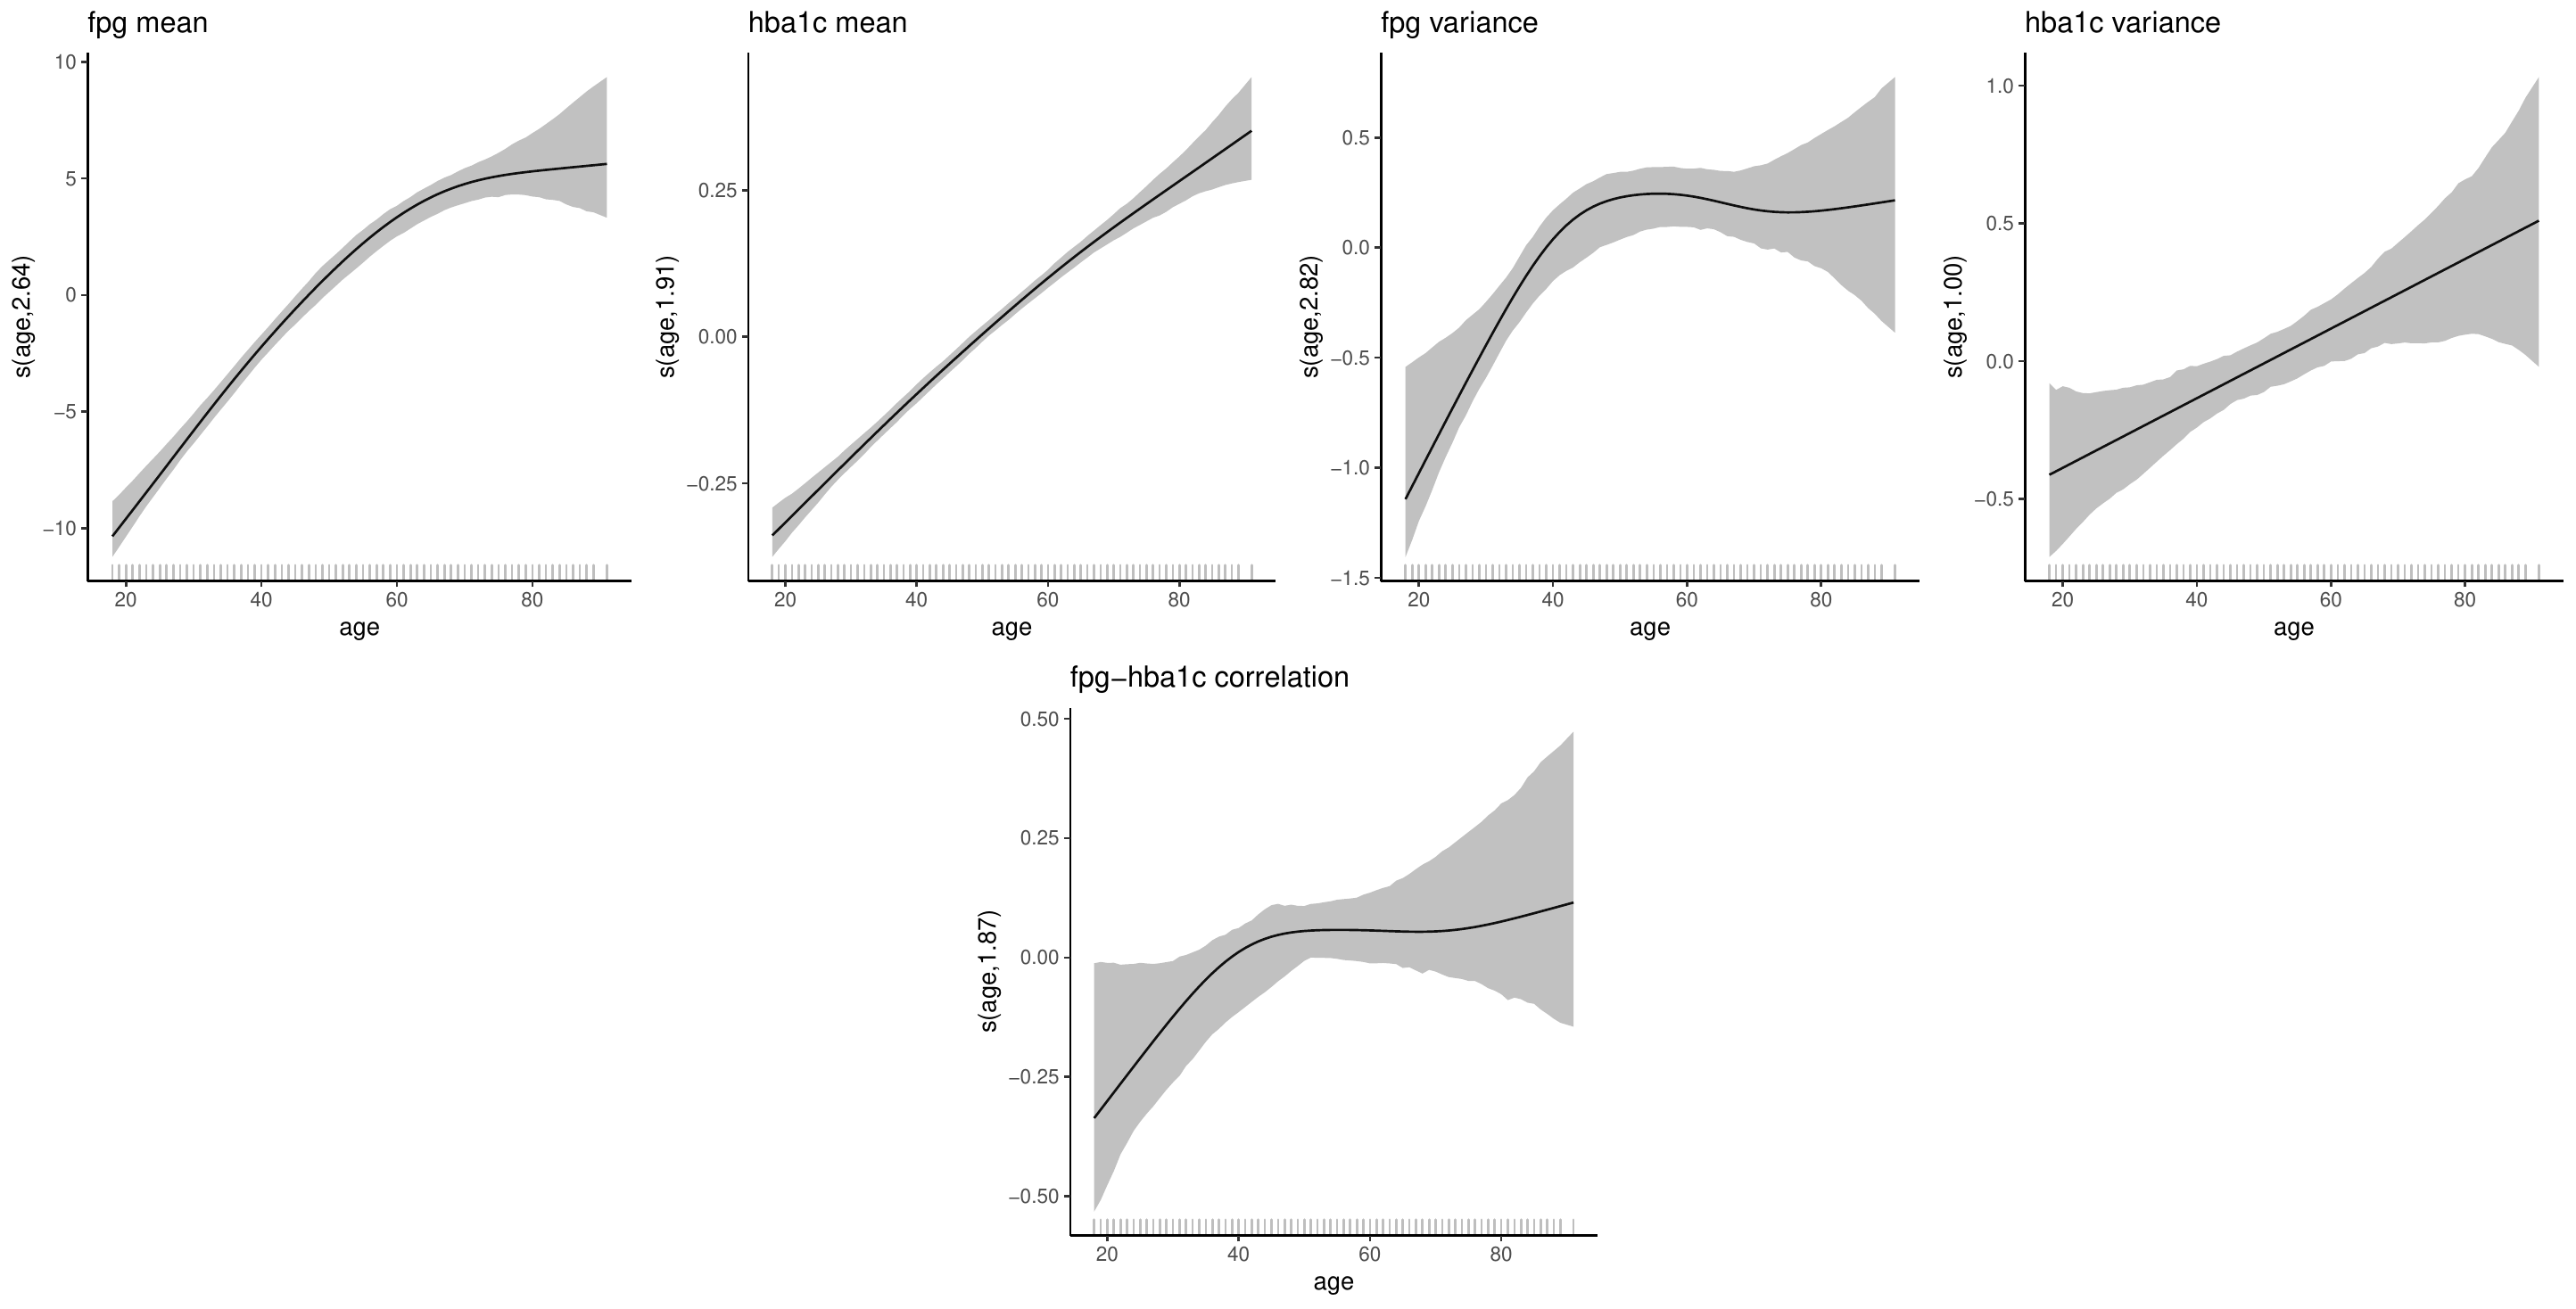 fpg mean
10
5
0
−5
−10
s(age,2.64)
20 40 60 80
age
hba1c mean
0.25
0.00
−0.25
s(age,1.91)
20 40 60 80
age
fpg variance
0.5
0.0
−0.5
−1.0
−1.5
s(age,2.82)
20 40 60 80
age
hba1c variance
1.0
0.5
0.0
−0.5
s(age,1.00)
20 40 60 80
age
fpg−hba1c correlation
0.50
0.25
0.00
−0.25
−0.50
s(age,1.87)
20 40 60 80
age